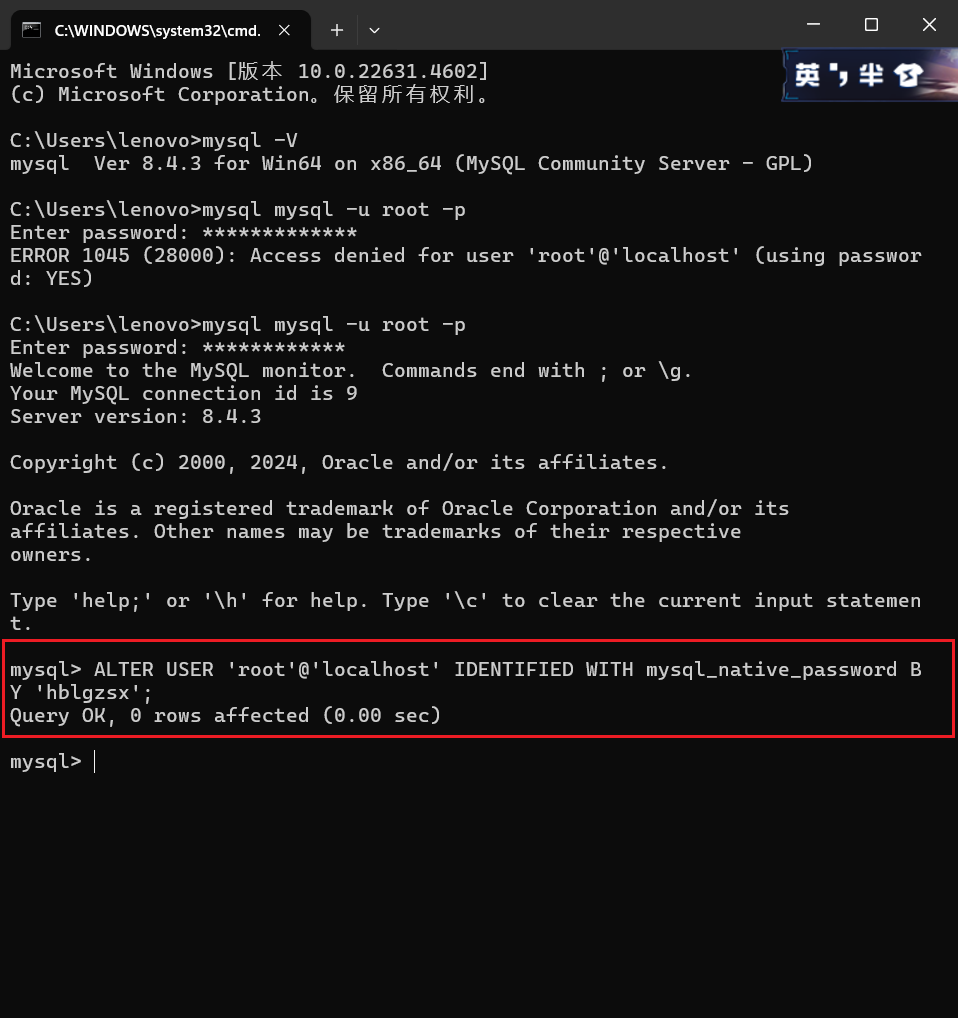 C:\WINDOWS\system32\cmd.
Microsoft Windows [版本 10.0.22631.4602]
(c) Microsoft Corporation。保留所有权利。
英 ’, 半
C:\Users\lenovo>mysql -V
mysql  Ver 8.4.3 for Win64 on x86_64 (MySQL Community Server - GPL)
C:\Users\lenovo>mysql mysql -u root -p
Enter password: *************
ERROR 1045 (28000): Access denied for user 'root'@'localhost' (using passwor
d: YES)
C:\Users\lenovo>mysql mysql -u root -p
Enter password: ************
Welcome to the MySQL monitor.  Commands end with ; or \g.
Your MySQL connection id is 9
Server version: 8.4.3
Copyright (c) 2000, 2024, Oracle and/or its affiliates.
Oracle is a registered trademark of Oracle Corporation and/or its
affiliates. Other names may be trademarks of their respective
owners.
Type 'help;' or '\h' for help. Type '\c' to clear the current input statemen
t.
mysql> ALTER USER 'root'@'localhost' IDENTIFIED WITH mysql_native_password B
Y 'hblgzsx';
Query OK, 0 rows affected (0.00 sec)
mysql>